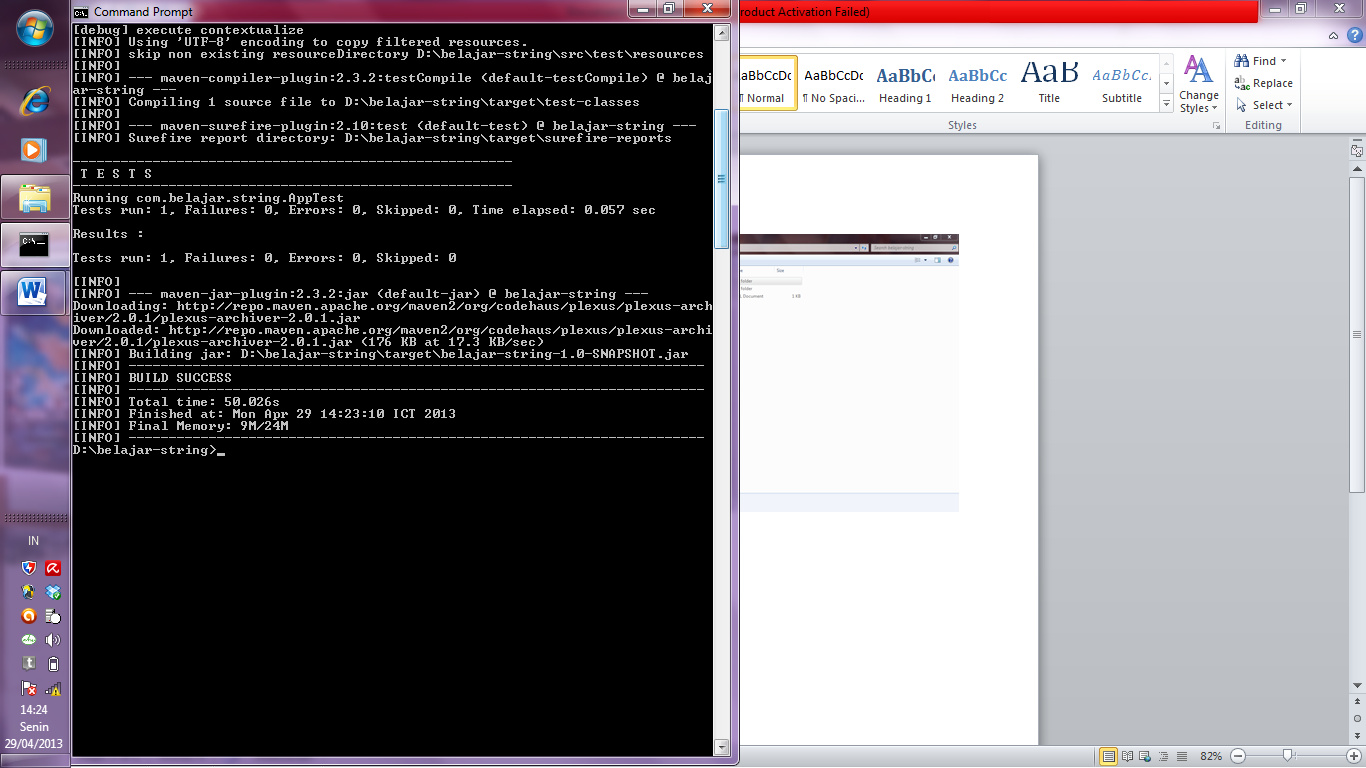 Command Prompt
[debug] execute contextualize
[INFO] Using 'UTF-8' encoding to copy filtered resources.
[INFO] skip non existing resourceDirectory D:\belajar-string\src\test\resources
[INFO]
[INFO] --- maven-compiler-plugin:2.3.2:testCompile (default-testCompile) @ belaj
ar-string ---
[INFO] Compiling 1 source file to D:\belajar-string\target\test-classes
[INFO]
[INFO] --- maven-surefire-plugin:2.10:test (default-test) @ belajar-string ---
[INFO] Surefire report directory: D:\belajar-string\target\surefire-reports
-------------------------------------------------------
T E S T S
-------------------------------------------------------
Running com.belajar.string.AppTest
Tests run: 1, Failures: 0, Errors: 0, Skipped: 0, Time elapsed: 0.057 sec
Results :
Tests run: 1, Failures: 0, Errors: 0, Skipped: 0
[INFO]
[INFO] --- maven-jar-plugin:2.3.2:jar (default-jar) @ belajar-string ---
Downloading: http://repo.maven.apache.org/maven2/org/codehaus/plexus/plexus-arch
iver/2.0.1/plexus-archiver-2.0.1.jar
Downloaded: http://repo.maven.apache.org/maven2/org/codehaus/plexus/plexus-archi
ver/2.0.1/plexus-archiver-2.0.1.jar (176 KB at 17.3 KB/sec)
[INFO] Building jar: D:\belajar-string\target\belajar-string-1.0-SNAPSHOT.jar
[INFO] ------------------------------------------------------------------------
[INFO] BUILD SUCCESS
[INFO] ------------------------------------------------------------------------
[INFO] Total time: 50.026s
[INFO] Finished at: Mon Apr 29 14:23:10 ICT 2013
[INFO] Final Memory: 9M/24M
[INFO] ------------------------------------------------------------------------
D:\belajar-string>_
roduct Activation Failed)
aBbCcDc AaBbCcDc AaBbCc AaBbCc AaB AaBbCc.
¶ Normal ¶ No Spaci... Heading 1 Heading 2 Title Subtitle
Change
Styles
Styles
Find
Replace
Select
Editing
Size
folder
folder
Document 1 KB
IN
14:24
Senin
29/04/2013
82%